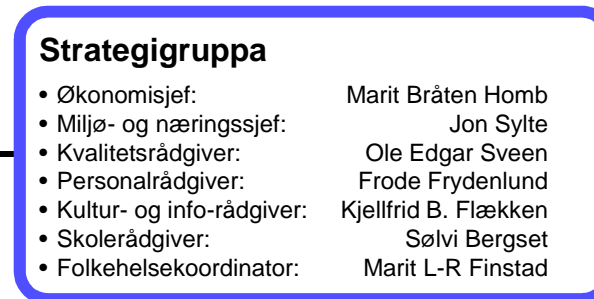 Strategigruppa
• Økonomisjef: Marit Bråten Homb
• Miljø- og næringssjef: Jon Sylte
• Kvalitetsrådgiver: Ole Edgar Sveen
• Personalrådgiver: Frode Frydenlund
• Kultur- og info-rådgiver: Kjellfrid B. Flækken
• Skolerådgiver: Sølvi Bergset
• Folkehelsekoordinator: Marit L-R Finstad